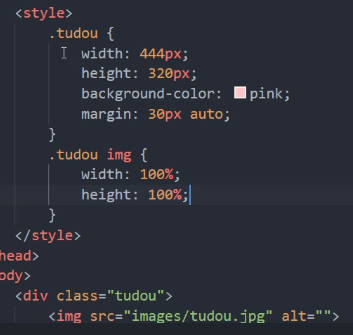 <style>
.tudou {
width: 444px;
height: 320px;
background-color: pink;
margin: 30px auto;
}
.tudou img {
width: 100%;
height: 100%;
}
</style>
head>
ody>
<div class="tudou">
<img src="images/tudou.jpg" alt="">